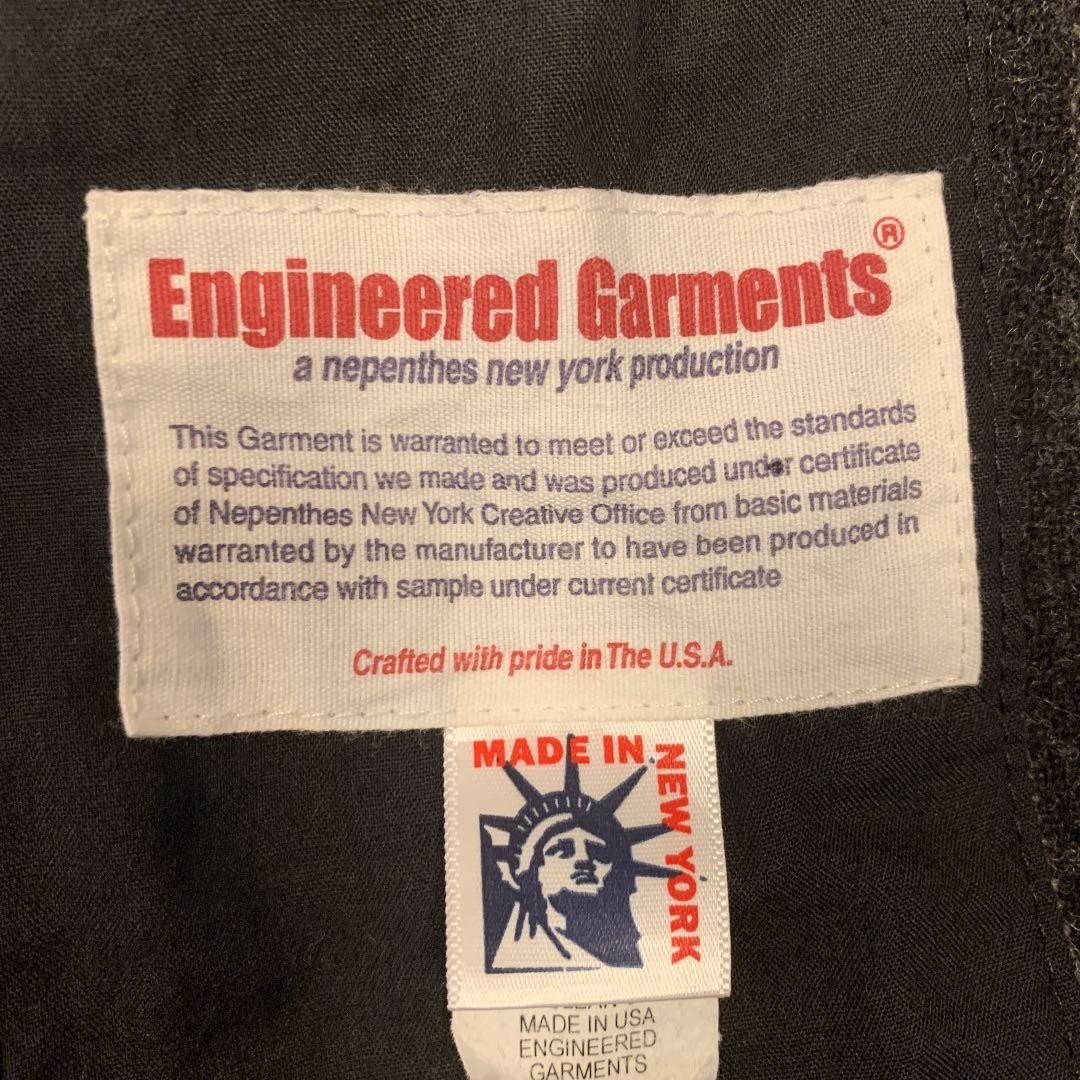 Engineered Garments®
a nepenthes new york production
This Garment is warranted to meet or exceed the standards
of specification we made and was produced under certificate
of Nepenthes New York Creative Office from basic materials
warranted by the manufacturer to have been produced in
accordance with sample under current certificate
Crafted with pride in The U.S.A.
MADE IN
NEW YORK
MADE IN USA
ENGINEERED
GARMENTS